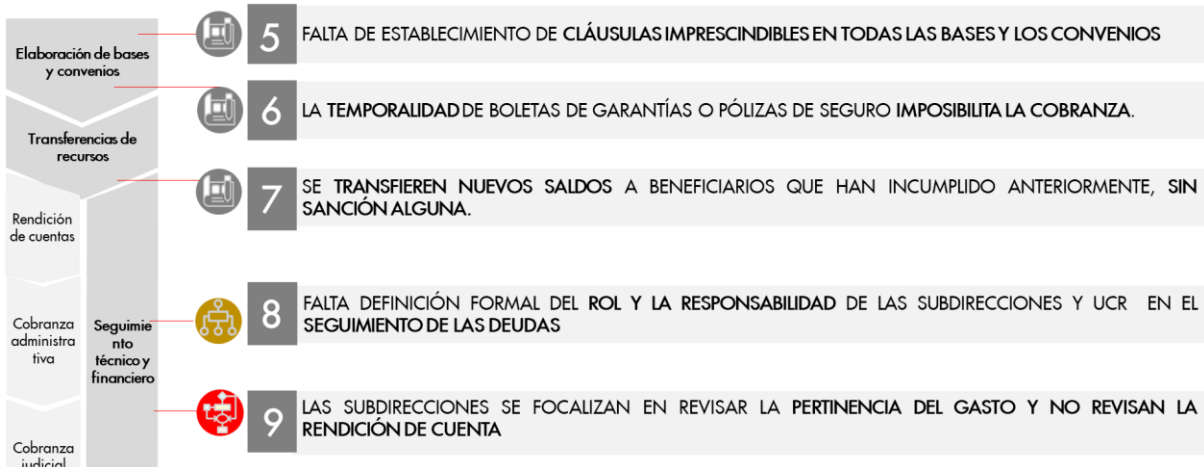 Elaboración de bases
y convenios
5
FALTA DE ESTABLECIMIENTO DE CLÁUSULAS IMPRESCINDIBLES EN TODAS LAS BASES Y LOS CONVENIOS
6
LA TEMPORALIDAD DE BOLETAS DE GARANTÍAS O PÓLIZAS DE SEGURO IMPOSIBILITA LA COBRANZA.
Transferencias de
recursos
7
SE TRANSFIEREN NUEVOS SALDOS A BENEFICIARIOS QUE HAN INCUMPLIDO ANTERIORMENTE, SIN
SANCIÓN ALGUNA.
Rendición
de cuentas
8
FALTA DEFINICIÓN FORMAL DEL ROL Y LA RESPONSABILIDAD DE LAS SUBDIRECCIONES Y UCR EN EL
SEGUIMIENTO DE LAS DEUDAS
Cobranza
administra
tiva
Seguimie
nto
técnico y
financiero
9
LAS SUBDIRECCIONES SE FOCALIZAN EN REVISAR LA PERTINENCIA DEL GASTO Y NO REVISAN LA
RENDICIÓN DE CUENTA
Cobranza
judicial